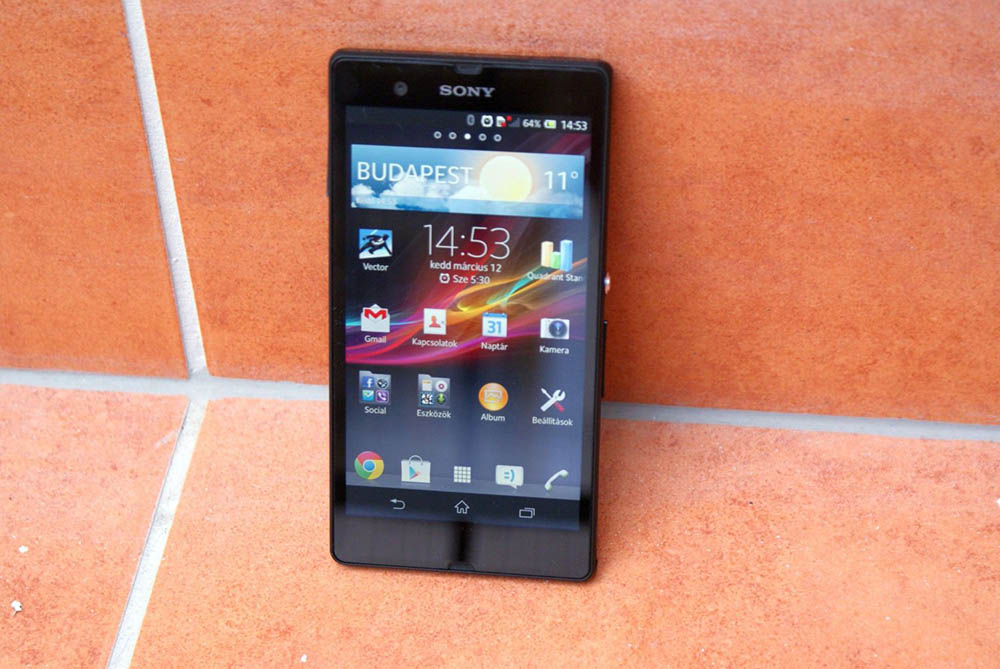 SONY
64% 14:53
BUDAPEST 11°
14:53
kedd március 12
Sze 5:30
Vector
Quadrant Stan
Gmail
Kapcsolatok
31
Naptár
Kamera
Social
Eszközök
Album
Beállítások